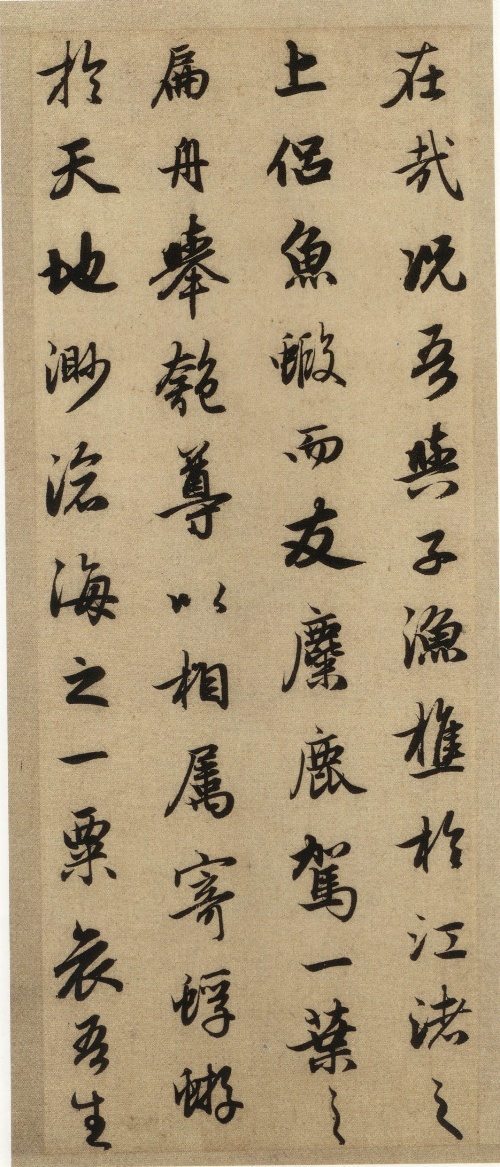 在哉况吾與子漁樵於江渚之
上侣魚蝦而友麋鹿駕一葉之
扁舟舉匏尊以相属寄蜉蝣
於天地渺滄海之一粟哀吾生